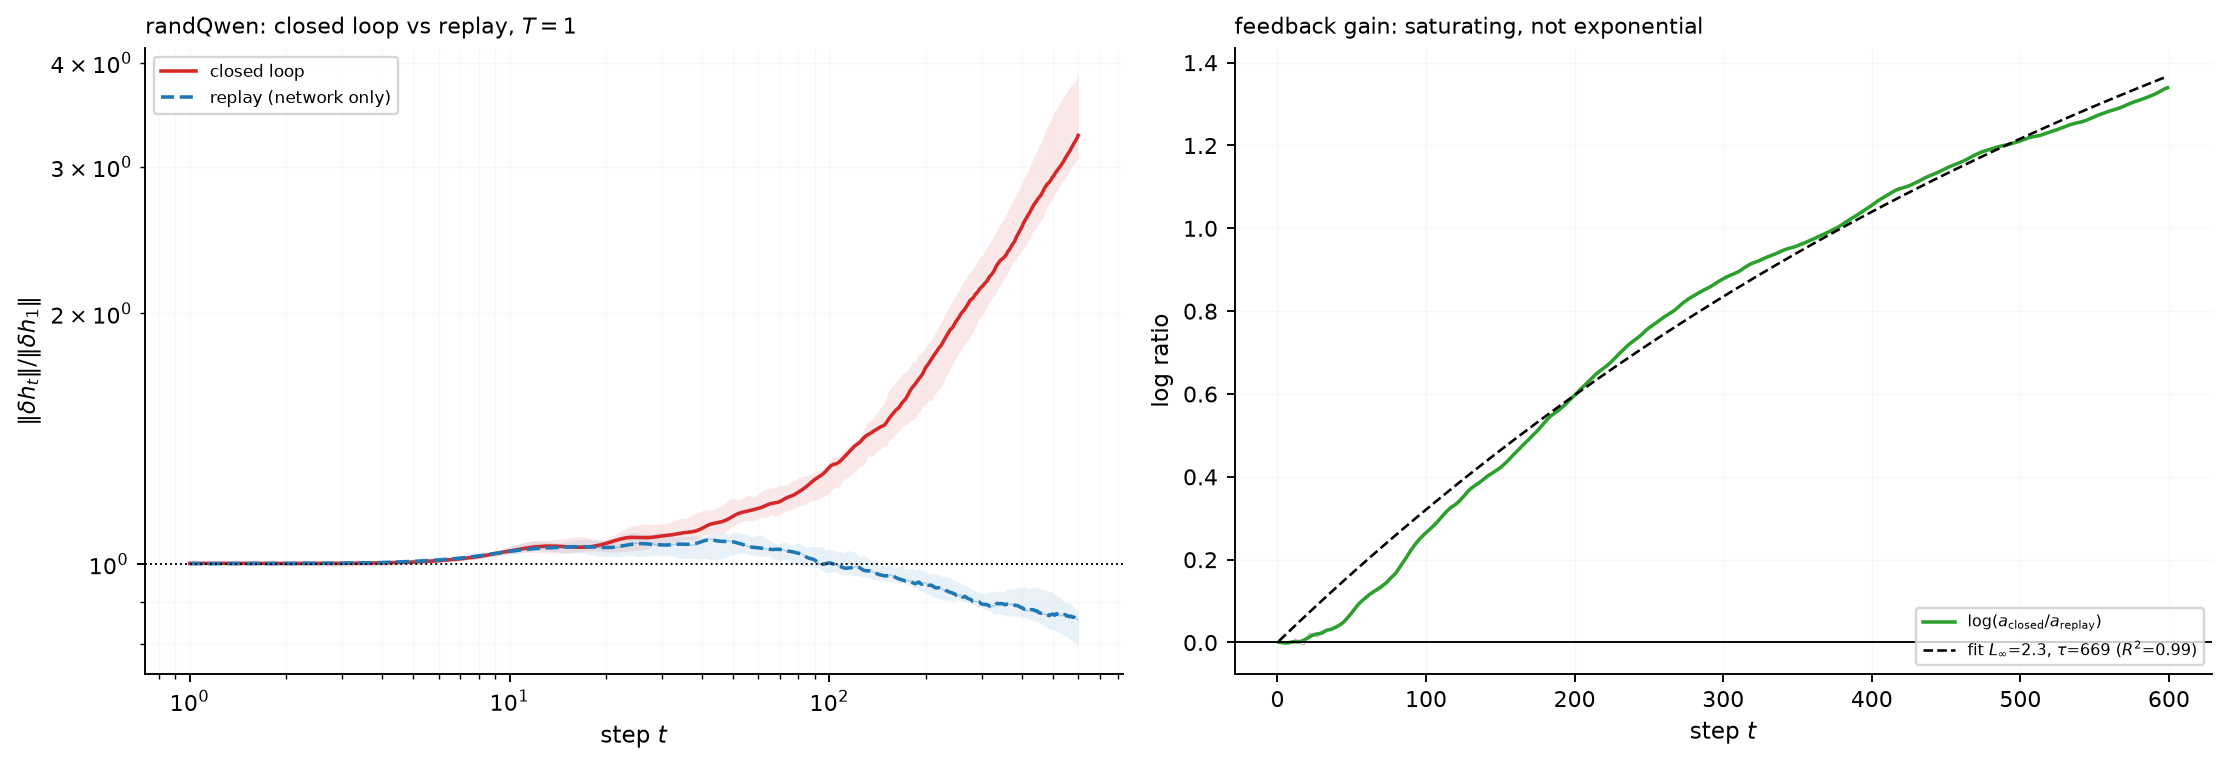 randQwen: closed loop vs replay, T = 1
closed loop
replay (network only)
4 × 10⁰
3 × 10⁰
2 × 10⁰
10⁰
‖δhₜ‖/‖δh₁‖
10⁰
10¹
10²
step t
feedback gain: saturating, not exponential
1.4
1.2
1.0
0.8
0.6
0.4
0.2
0.0
log ratio
log(a_closed/a_replay)
fit L∞=2.3, τ=669 (R²=0.99)
0
100
200
300
400
500
600
step t